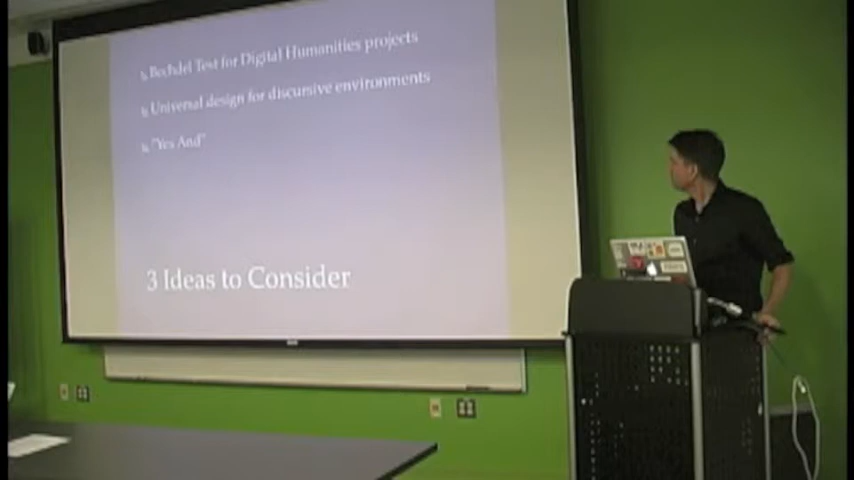 Bechdel Test for Digital Humanities projects
Universal design for discursive environments
"Yes And"
3 Ideas to Consider